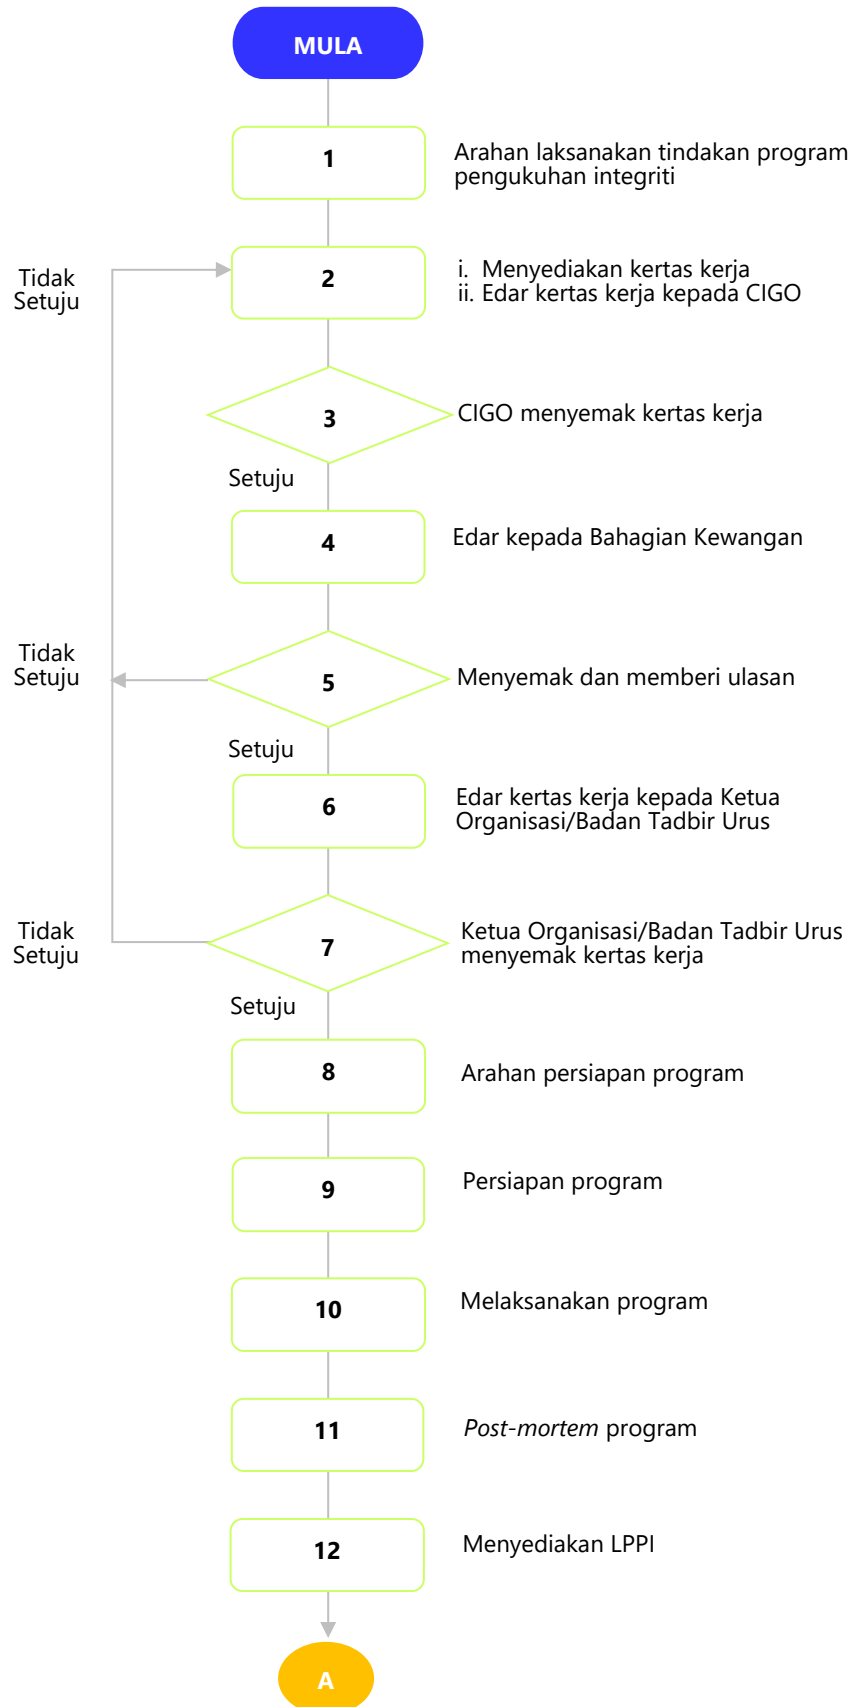 MULA
1
Arahan laksanakan tindakan program
pengukuhan integriti
Tidak
Setuju
2
i. Menyediakan kertas kerja
ii. Edar kertas kerja kepada CIGO
3
CIGO menyemak kertas kerja
Setuju
4
Edar kepada Bahagian Kewangan
Tidak
Setuju
5
Menyemak dan memberi ulasan
Setuju
6
Edar kertas kerja kepada Ketua
Organisasi/Badan Tadbir Urus
Tidak
Setuju
7
Ketua Organisasi/Badan Tadbir Urus
menyemak kertas kerja
Setuju
8
Arahan persiapan program
9
Persiapan program
10
Melaksanakan program
11
Post-mortem program
12
Menyediakan LPPI
A